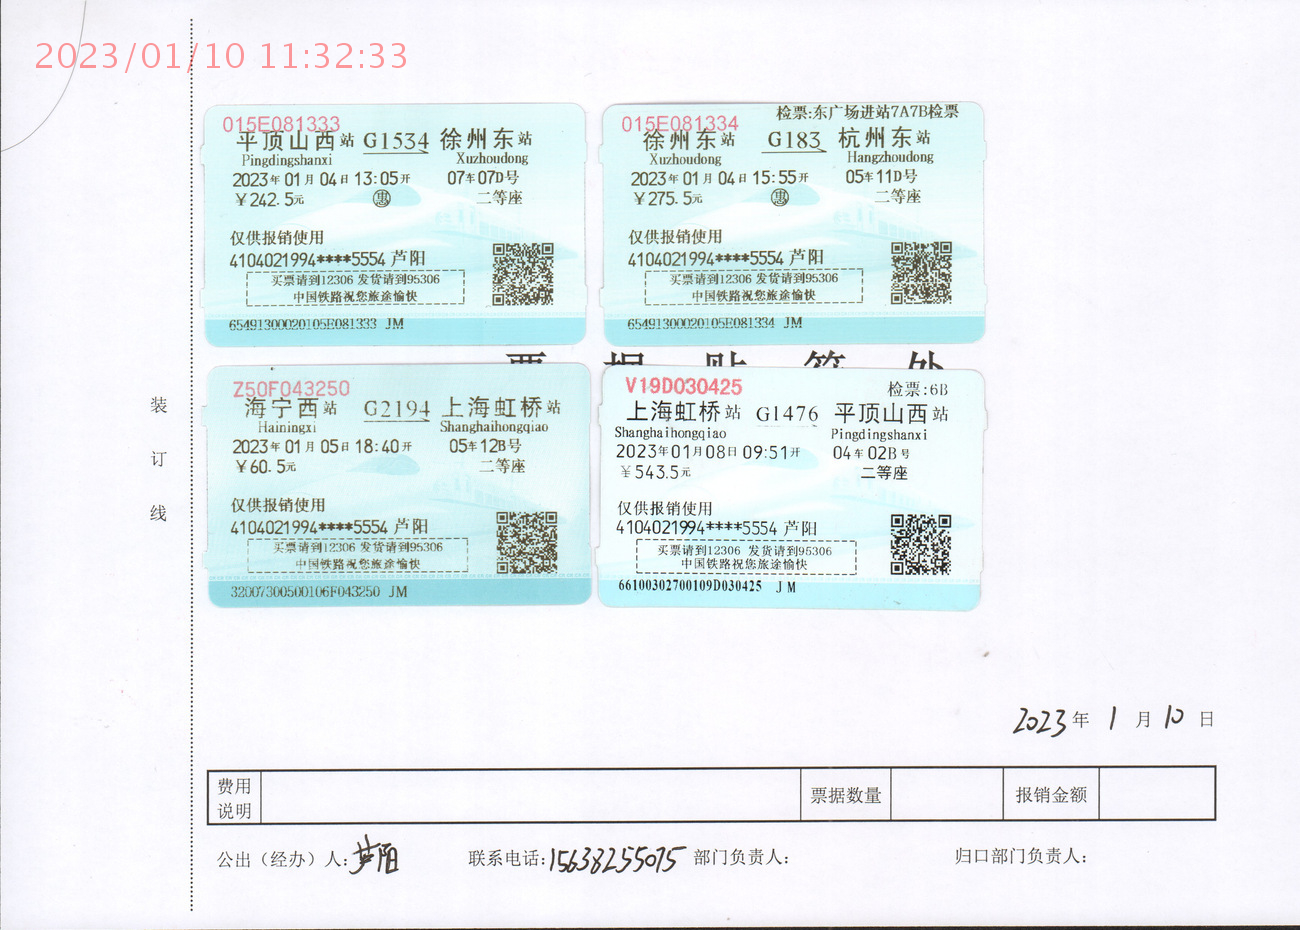 2023/01/10 11:32:33
015E081333
平顶山西站 G1534 徐州东站
Pingdingshanxi Xuzhoudong
2023年01月04日13:05开 07车07D号
￥242.5元 惠 二等座
仅供报销使用
4104021994****5554 芦阳
买票请到12306 发货请到95306
中国铁路祝您旅途愉快
65491300020105E081333 JM
检票:东广场进站7A7B检票
015E081334
徐州东站 G183 杭州东站
Xuzhoudong Hangzhoudong
2023年01月04日15:55开 05车11D号
￥275.5元 惠 二等座
仅供报销使用
4104021994****5554 芦阳
买票请到12306 发货请到95306
中国铁路祝您旅途愉快
65491300020105E081334 JM
Z50F043250
海宁西站 G2194 上海虹桥站
Hainingxi Shanghaihongqiao
2023年01月05日18:40开 05车12B号
￥60.5元 二等座
仅供报销使用
4104021994****5554 芦阳
买票请到12306 发货请到95306
中国铁路祝您旅途愉快
32007300500106F043250 JM
V19D030425 检票:6B
上海虹桥站 G1476 平顶山西站
Shanghaihongqiao Pingdingshanxi
2023年01月08日09:51开 04车02B号
￥543.5元 二等座
仅供报销使用
4104021994****5554 芦阳
买票请到12306 发货请到95306
中国铁路祝您旅途愉快
66100302700109D030425 JM
装
订
线
2023年 1 月 10 日
费用
说明
票据数量
报销金额
公出（经办）人:芦阳 联系电话:15638255075 部门负责人: 归口部门负责人: